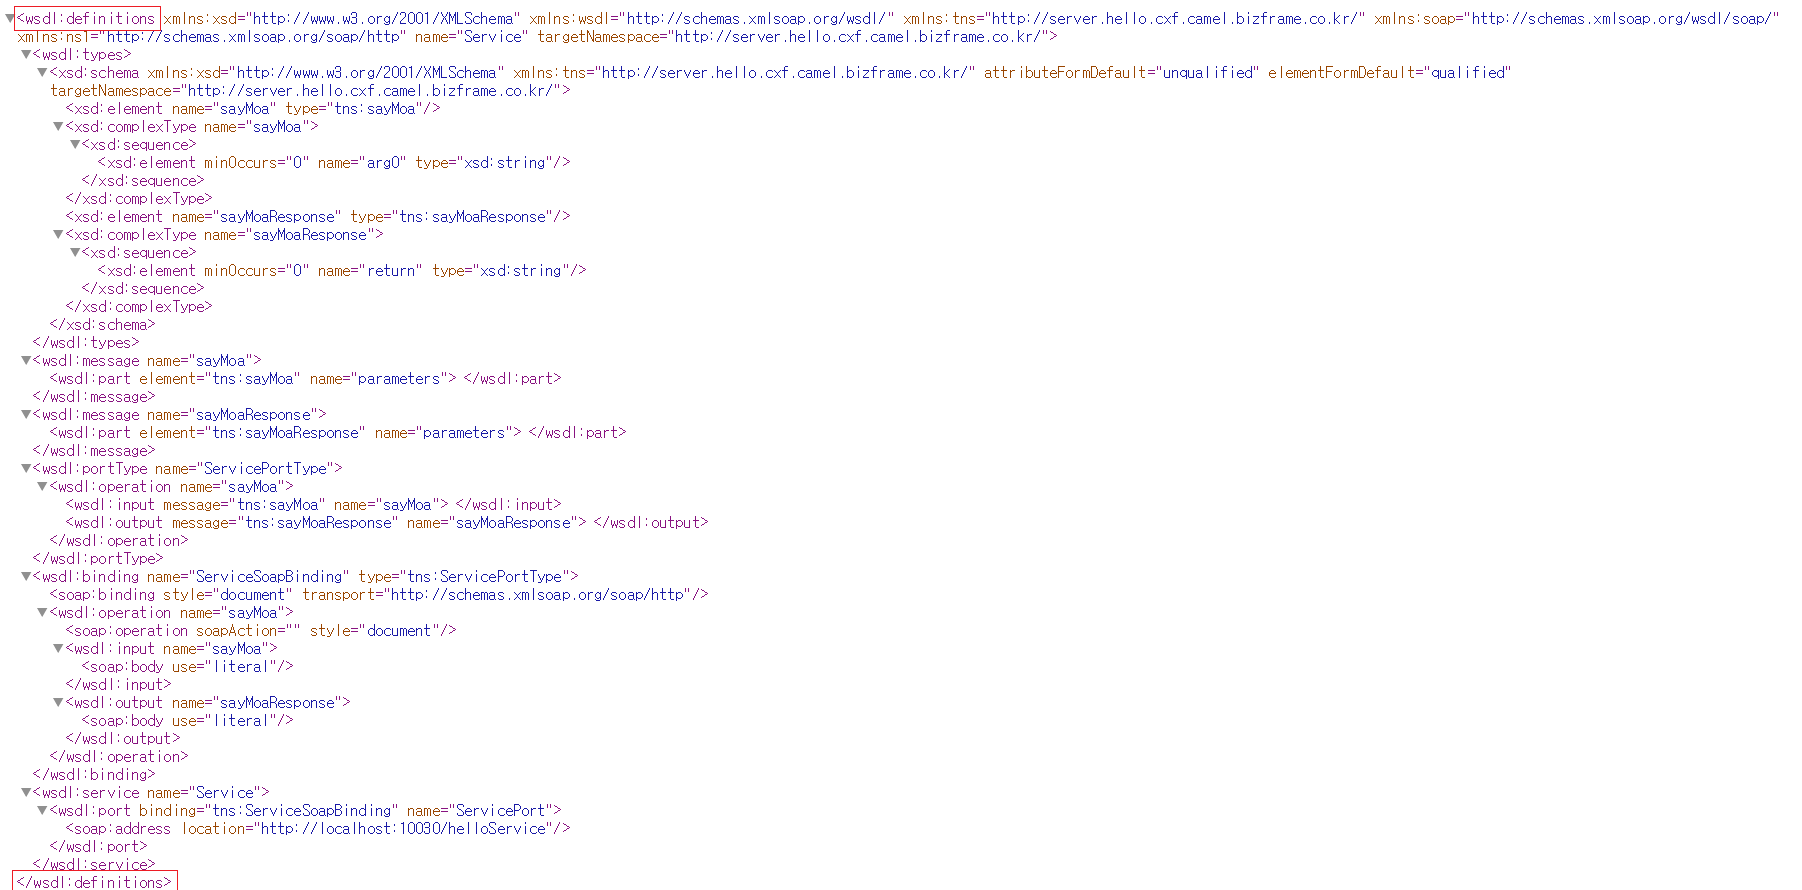 ▼<wsdl:definitions xmlns:xsd="http://www.w3.org/2001/XMLSchema" xmlns:wsdl="http://schemas.xmlsoap.org/wsdl/" xmlns:tns="http://server.hello.cxf.camel.bizframe.co.kr/" xmlns:soap="http://schemas.xmlsoap.org/wsdl/soap/"
xmlns:ns1="http://schemas.xmlsoap.org/soap/http" name="Service" targetNamespace="http://server.hello.cxf.camel.bizframe.co.kr/">
▼<wsdl:types>
▼<xsd:schema xmlns:xsd="http://www.w3.org/2001/XMLSchema" xmlns:tns="http://server.hello.cxf.camel.bizframe.co.kr/" attributeFormDefault="unqualified" elementFormDefault="qualified"
targetNamespace="http://server.hello.cxf.camel.bizframe.co.kr/">
<xsd:element name="sayMoa" type="tns:sayMoa"/>
▼<xsd:complexType name="sayMoa">
▼<xsd:sequence>
<xsd:element minOccurs="0" name="arg0" type="xsd:string"/>
</xsd:sequence>
</xsd:complexType>
<xsd:element name="sayMoaResponse" type="tns:sayMoaResponse"/>
▼<xsd:complexType name="sayMoaResponse">
▼<xsd:sequence>
<xsd:element minOccurs="0" name="return" type="xsd:string"/>
</xsd:sequence>
</xsd:complexType>
</xsd:schema>
</wsdl:types>
▼<wsdl:message name="sayMoa">
<wsdl:part element="tns:sayMoa" name="parameters"> </wsdl:part>
</wsdl:message>
▼<wsdl:message name="sayMoaResponse">
<wsdl:part element="tns:sayMoaResponse" name="parameters"> </wsdl:part>
</wsdl:message>
▼<wsdl:portType name="ServicePortType">
▼<wsdl:operation name="sayMoa">
<wsdl:input message="tns:sayMoa" name="sayMoa"> </wsdl:input>
<wsdl:output message="tns:sayMoaResponse" name="sayMoaResponse"> </wsdl:output>
</wsdl:operation>
</wsdl:portType>
▼<wsdl:binding name="ServiceSoapBinding" type="tns:ServicePortType">
<soap:binding style="document" transport="http://schemas.xmlsoap.org/soap/http"/>
▼<wsdl:operation name="sayMoa">
<soap:operation soapAction="" style="document"/>
▼<wsdl:input name="sayMoa">
<soap:body use="literal"/>
</wsdl:input>
▼<wsdl:output name="sayMoaResponse">
<soap:body use="literal"/>
</wsdl:output>
</wsdl:operation>
</wsdl:binding>
▼<wsdl:service name="Service">
▼<wsdl:port binding="tns:ServiceSoapBinding" name="ServicePort">
<soap:address location="http://localhost:10030/helloService"/>
</wsdl:port>
</wsdl:service>
</wsdl:definitions>